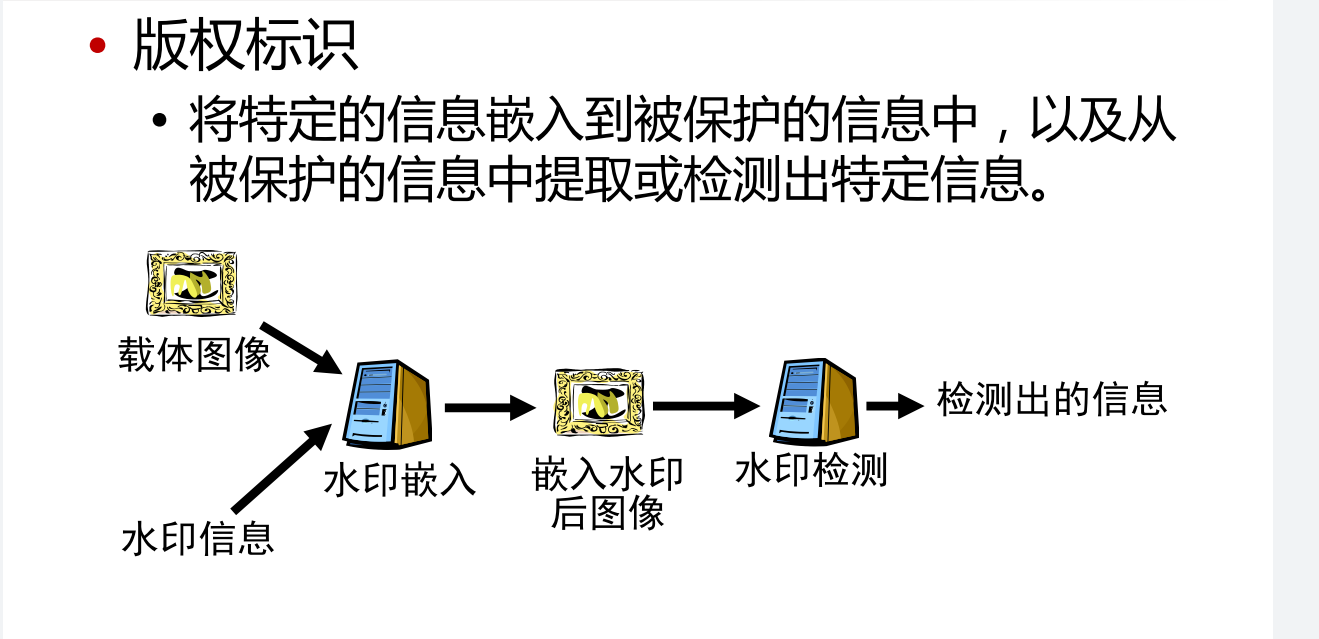 • 版权标识
• 将特定的信息嵌入到被保护的信息中，以及从
被保护的信息中提取或检测出特定信息。
载体图像
水印信息
水印嵌入
嵌入水印
后图像
水印检测
检测出的信息